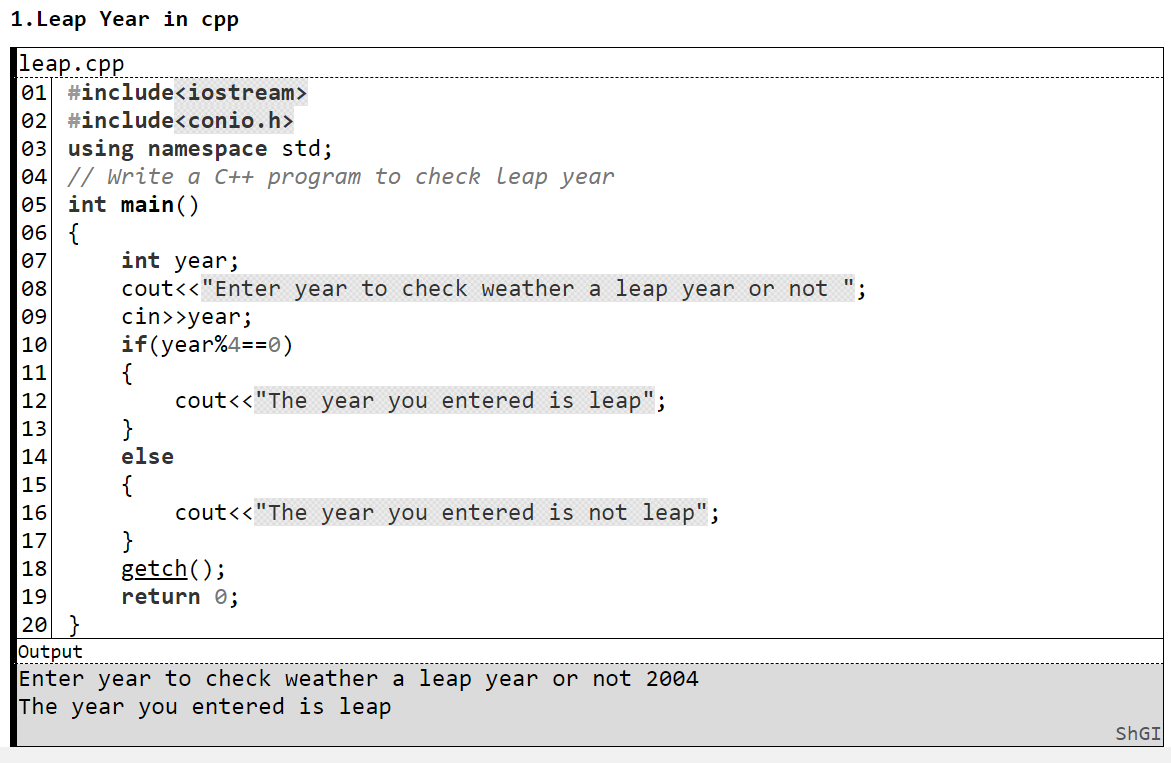 1.Leap Year in cpp
leap.cpp
01 #include<iostream>
02 #include<conio.h>
03 using namespace std;
04 // Write a C++ program to check leap year
05 int main()
06 {
07     int year;
08     cout<<"Enter year to check weather a leap year or not ";
09     cin>>year;
10     if(year%4==0)
11     {
12         cout<<"The year you entered is leap";
13     }
14     else
15     {
16         cout<<"The year you entered is not leap";
17     }
18     getch();
19     return 0;
20 }
Output
Enter year to check weather a leap year or not 2004
The year you entered is leap
ShGI